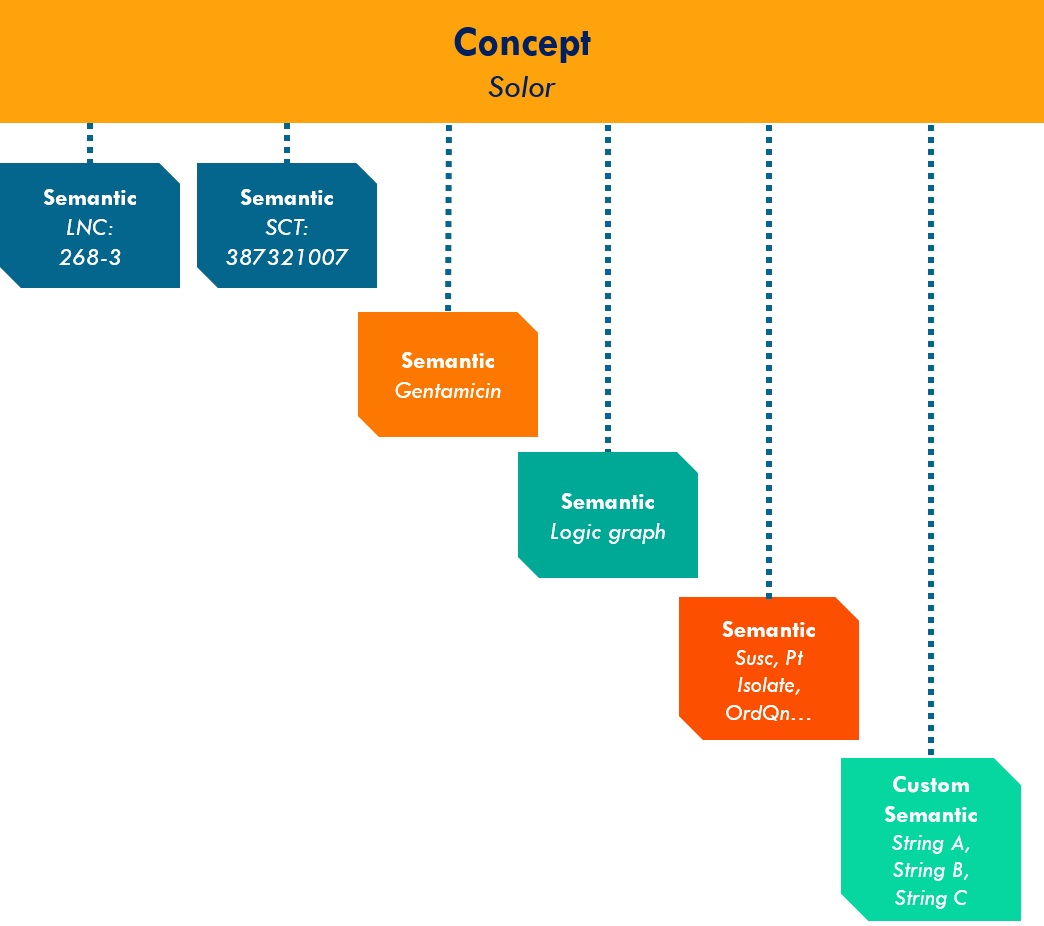 Concept
Solor
Semantic
LNC:
268-3
Semantic
SCT:
387321007
Semantic
Gentamicin
Semantic
Logic graph
Semantic
Susc, Pt
Isolate,
OrdQn...
Custom
Semantic
String A,
String B,
String C